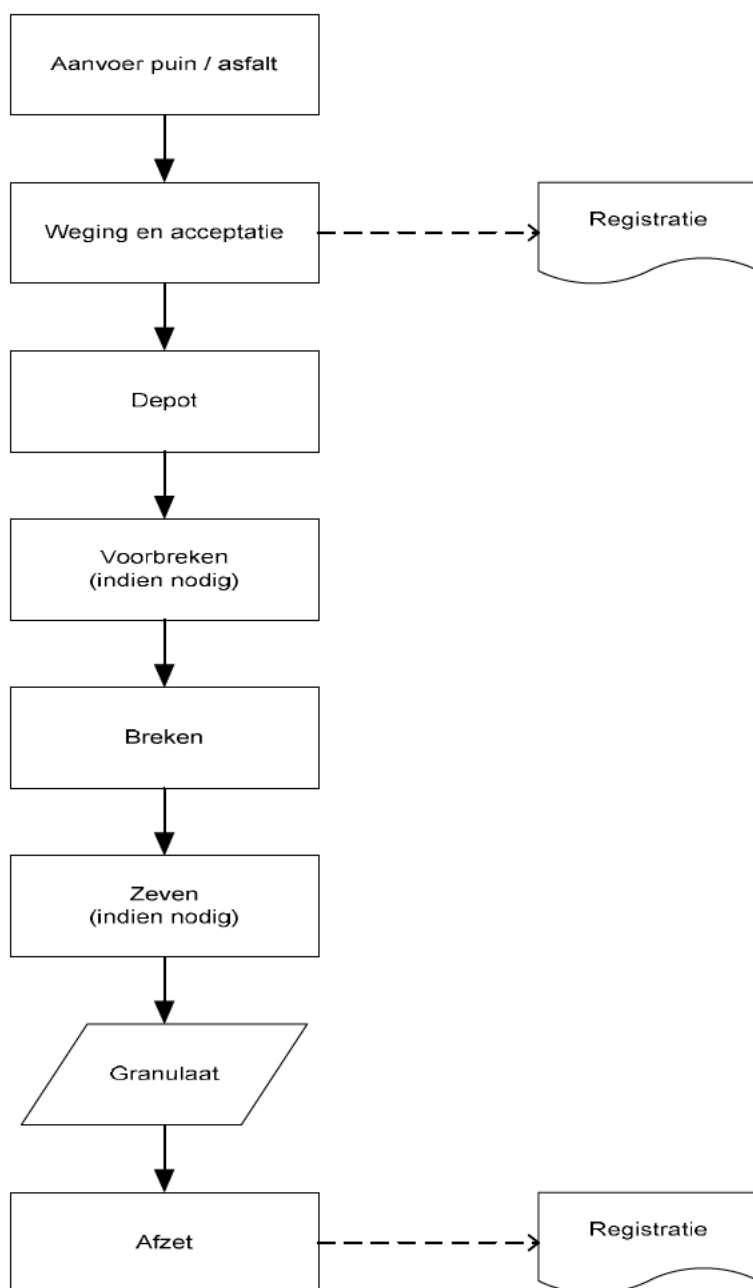 Aanvoer puin / asfalt
Weging en acceptatie
Registratie
Depot
Voorbreken
(indien nodig)
Breken
Zeven
(indien nodig)
Granulaat
Afzet
Registratie